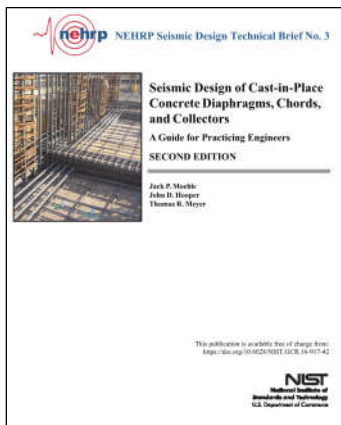 nehrp
NEHRP Seismic Design Technical Brief No. 3
Seismic Design of Cast-in-Place
Concrete Diaphragms, Chords,
and Collectors
A Guide for Practicing Engineers
SECOND EDITION
Jack P. Moehle
John D. Hooper
Thomas R. Meyer
This publication is available free of charge from:
https://doi.org/10.6028/NIST.GCR.16-917-42
NIST
National Institute of
Standards and Technology
U.S. Department of Commerce